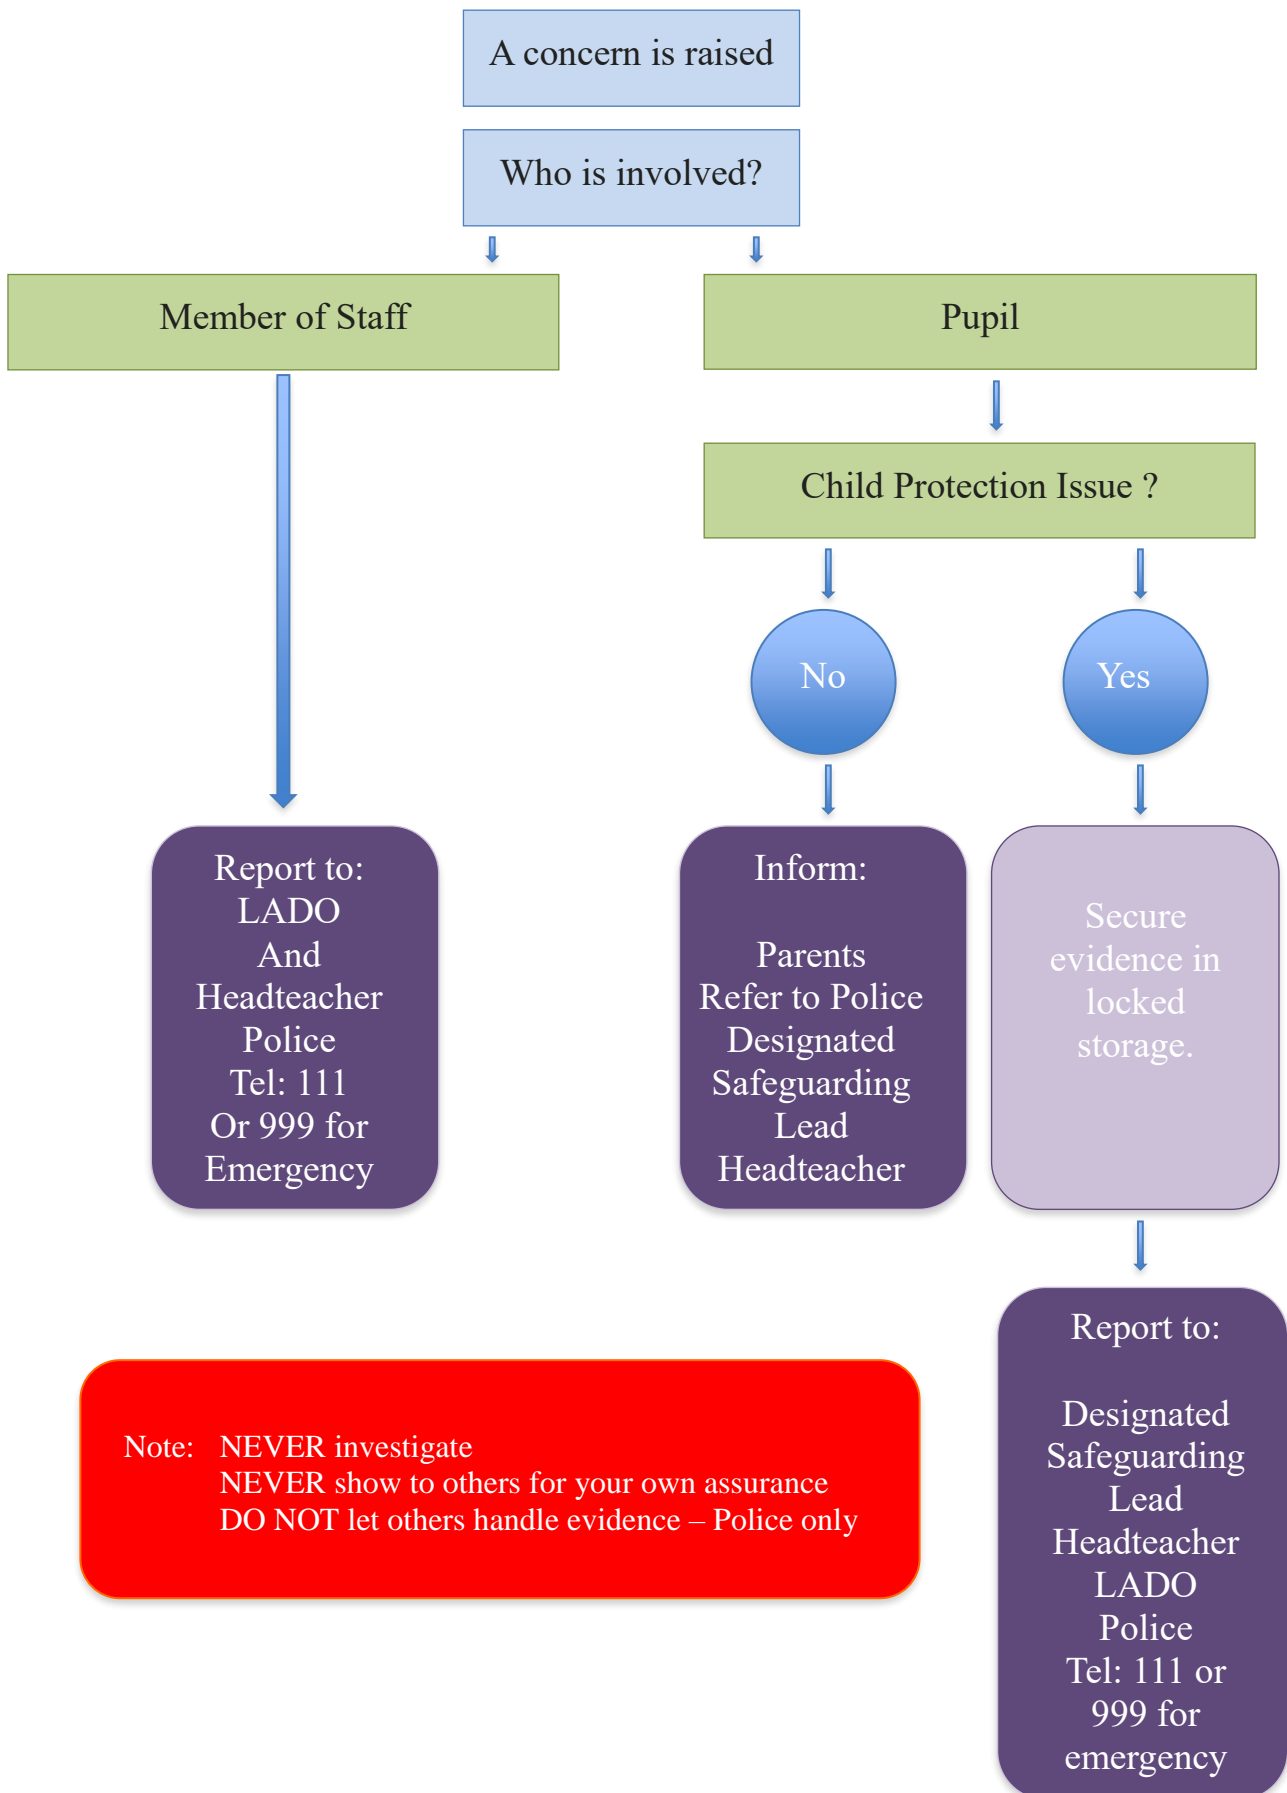 A concern is raised
Who is involved?
Member of Staff
Pupil
Child Protection Issue ?
No
Yes
Report to:
LADO
And
Headteacher
Police
Tel: 111
Or 999 for
Emergency
Inform:
Parents
Refer to Police
Designated
Safeguarding
Lead
Headteacher
Secure
evidence in
locked
storage.
Report to:
Designated
Safeguarding
Lead
Headteacher
LADO
Police
Tel: 111 or
999 for
emergency
Note: NEVER investigate
NEVER show to others for your own assurance
DO NOT let others handle evidence – Police only